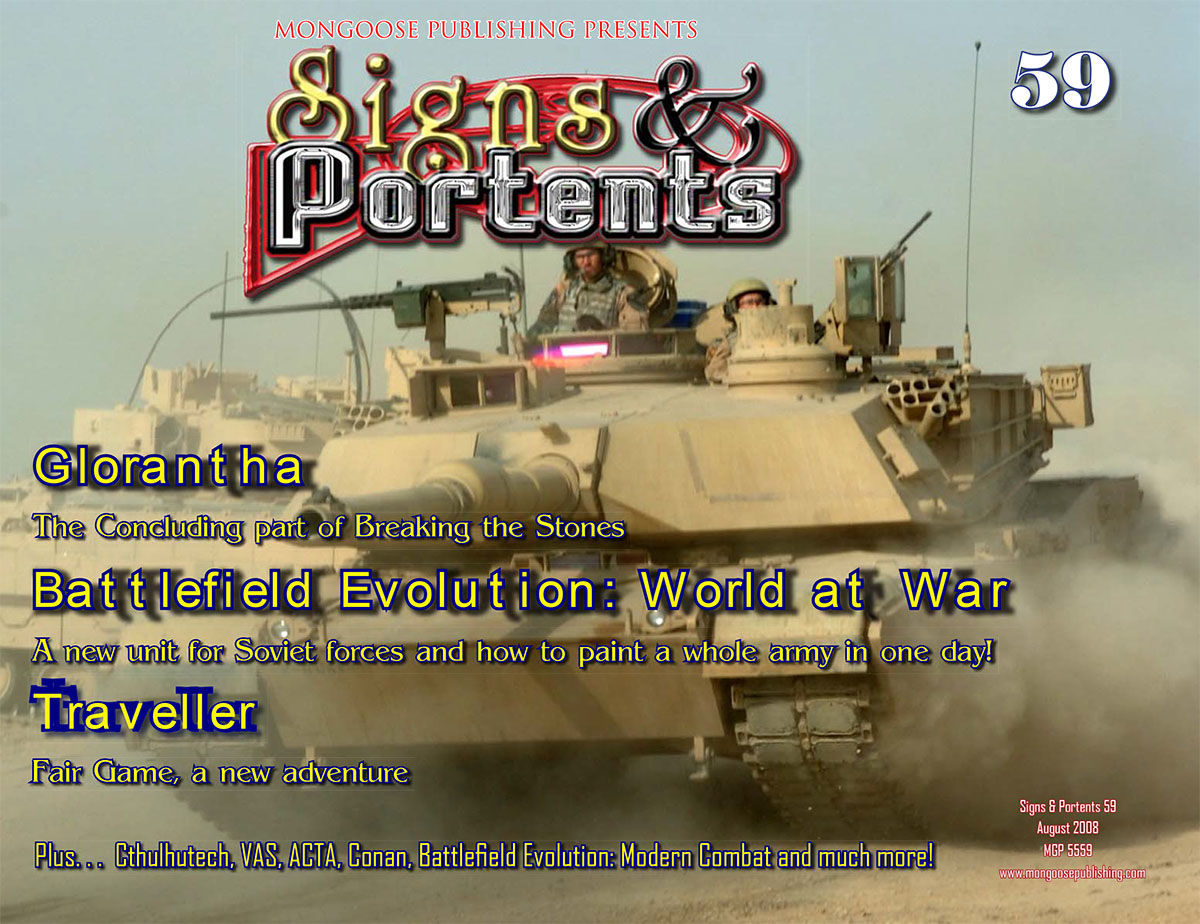 MONGOOSE PUBLISHING PRESENTS
Signs &
Portents
59
Glorantha
The Concluding part of Breaking the Stones
Battlefield Evolution: World at War
A new unit for Soviet forces and how to paint a whole army in one day!
Traveller
Fair Game, a new adventure
Plus... Cthulhutech, VAS, ACTA, Conan, Battlefield Evolution: Modern Combat and much more!
Signs & Portents 59
August 2008
MGP 5559
www.mongoosepublishing.com